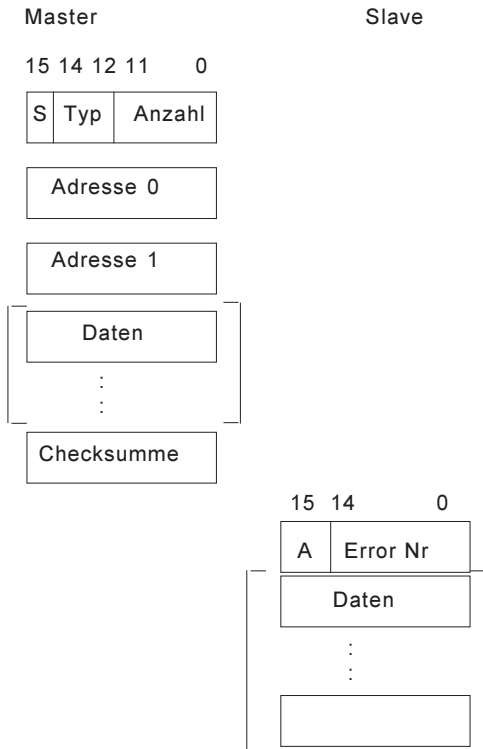 Master Slave
15 14 12 11 0
S Typ Anzahl
Adresse 0
Adresse 1
Daten
:
:
Checksumme
15 14 0
A Error Nr
Daten
:
: